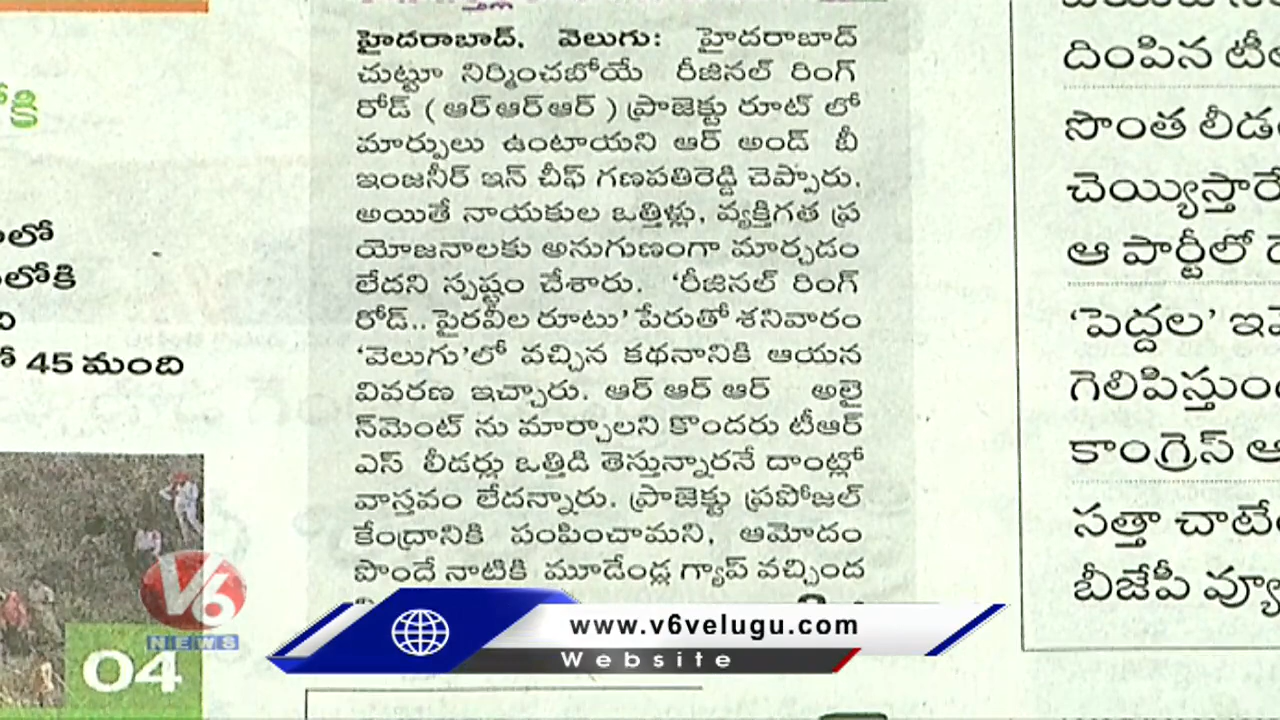 హైదరాబాద్, వెలుగు: హైదరాబాద్
చుట్టూ నిర్మించబోయే రీజినల్ రింగ్
రోడ్ (ఆర్ఆర్ఆర్) ప్రాజెక్టు రూట్ లో
మార్పులు ఉంటాయని ఆర్ అండ్ బీ
ఇంజనీర్ ఇన్ చీఫ్ గణపతిరెడ్డి చెప్పారు.
అయితే నాయకుల ఒత్తిళ్లు, వ్యక్తిగత ప్ర
యోజనాలకు అనుగుణంగా మార్చడం
లేదని స్పష్టం చేశారు. 'రీజినల్ రింగ్
రోడ్.. పైరవీల రూటు' పేరుతో శనివారం
'వెలుగు'లో వచ్చిన కథనానికి ఆయన
వివరణ ఇచ్చారు. ఆర్ ఆర్ ఆర్ అలై
న్‌మెంట్ ను మార్చాలని కొందరు టీఆర్
ఎస్ లీడర్లు ఒత్తిడి తెస్తున్నారనే దాంట్లో
వాస్తవం లేదన్నారు. ప్రాజెక్టు ప్రపోజల్
కేంద్రానికి పంపించామని, ఆమోదం
పొందే నాటికి మూడేండ్ల గ్యాప్ వచ్చింద
దింపిన
సొంత
చెయ్యిస్తారే
ఆ పార్టీలో
'పెద్దల'
గెలిపిస్తుం
కాంగ్రెస్
సత్తా చాటే
బీజేపీ వ్యూ
45 మంది
V6
NEWS
04
www.v6velugu.com
Website